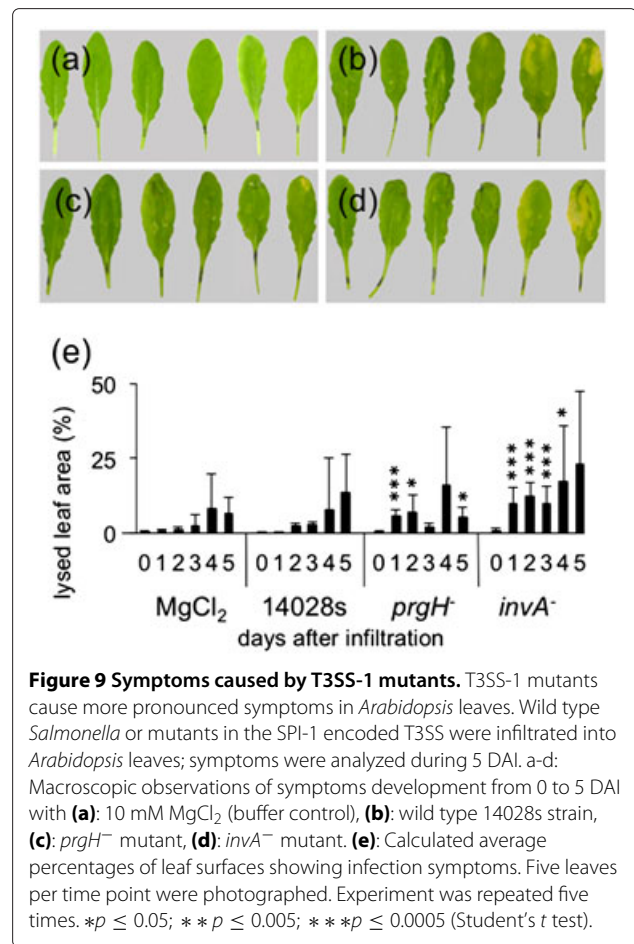 (a)
(b)
(c)
(d)
(e)
50
25
0
lysed leaf area (%)
*** * * *** *** *** *
0 1 2 3 4 5 0 1 2 3 4 5 0 1 2 3 4 5 0 1 2 3 4 5
MgCl₂ 14028s prgH⁻ invA⁻
days after infiltration
Figure 9 Symptoms caused by T3SS-1 mutants. T3SS-1 mutants
cause more pronounced symptoms in Arabidopsis leaves. Wild type
Salmonella or mutants in the SPI-1 encoded T3SS were infiltrated into
Arabidopsis leaves; symptoms were analyzed during 5 DAI. a-d:
Macroscopic observations of symptoms development from 0 to 5 DAI
with (a): 10 mM MgCl₂ (buffer control), (b): wild type 14028s strain,
(c): prgH⁻ mutant, (d): invA⁻ mutant. (e): Calculated average
percentages of leaf surfaces showing infection symptoms. Five leaves
per time point were photographed. Experiment was repeated five
times. ∗p ≤ 0.05; ∗ ∗ p ≤ 0.005; ∗ ∗ ∗p ≤ 0.0005 (Student's t test).